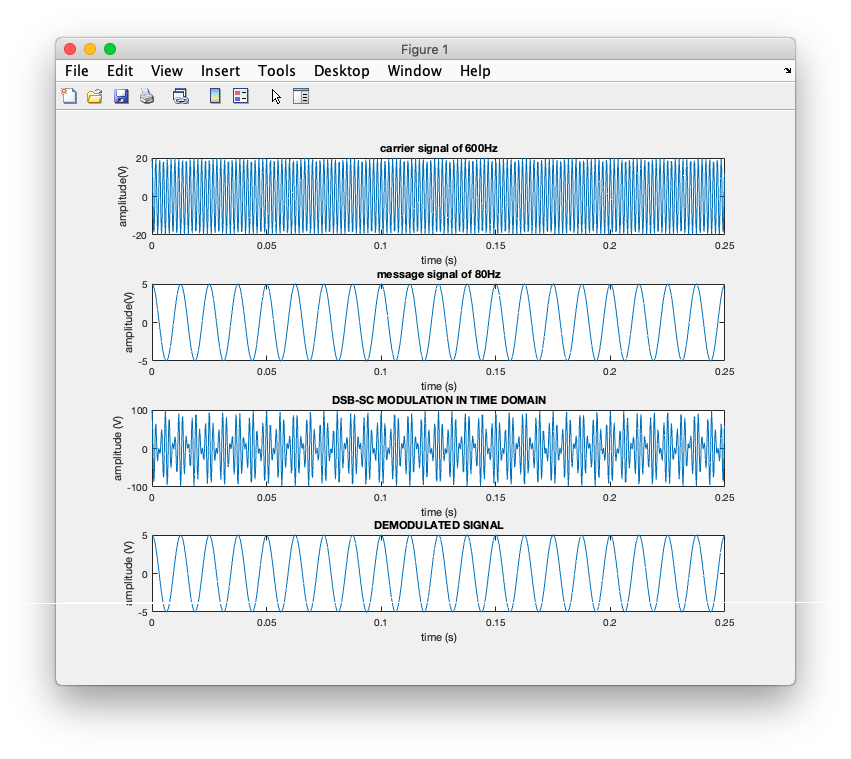 Figure 1
File Edit View Insert Tools Desktop Window Help
carrier signal of 600Hz
amplitude(V)
20
0
-20
0 0.05 0.1 0.15 0.2 0.25
time (s)
message signal of 80Hz
amplitude(V)
5
0
-5
0 0.05 0.1 0.15 0.2 0.25
time (s)
DSB-SC MODULATION IN TIME DOMAIN
amplitude (V)
100
0
-100
0 0.05 0.1 0.15 0.2 0.25
time (s)
DEMODULATED SIGNAL
amplitude (V)
5
0
-5
0 0.05 0.1 0.15 0.2 0.25
time (s)